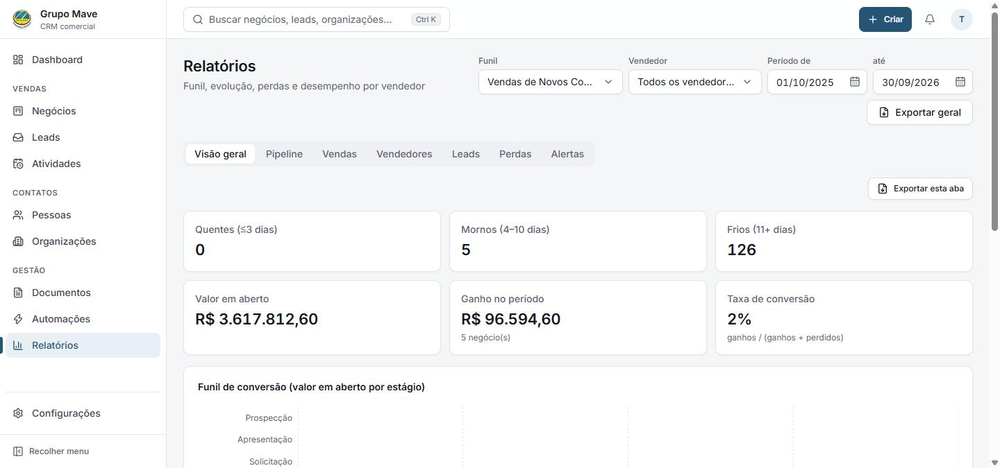 Grupo Mave
CRM comercial
Buscar negócios, leads, organizações... Ctrl K
Criar
T
Dashboard
VENDAS
Negócios
Leads
Atividades
CONTATOS
Pessoas
Organizações
GESTÃO
Documentos
Automações
Relatórios
Configurações
Recolher menu
Relatórios
Funil, evolução, perdas e desempenho por vendedor
Funil
Vendas de Novos Co...
Vendedor
Todos os vendedor...
Período de
01/10/2025
até
30/09/2026
Exportar geral
Visão geral Pipeline Vendas Vendedores Leads Perdas Alertas
Exportar esta aba
Quentes (≤3 dias)
0
Mornos (4–10 dias)
5
Frios (11+ dias)
126
Valor em aberto
R$ 3.617.812,60
Ganho no período
R$ 96.594,60
5 negócio(s)
Taxa de conversão
2%
ganhos / (ganhos + perdidos)
Funil de conversão (valor em aberto por estágio)
Prospecção
Apresentação
Solicitação